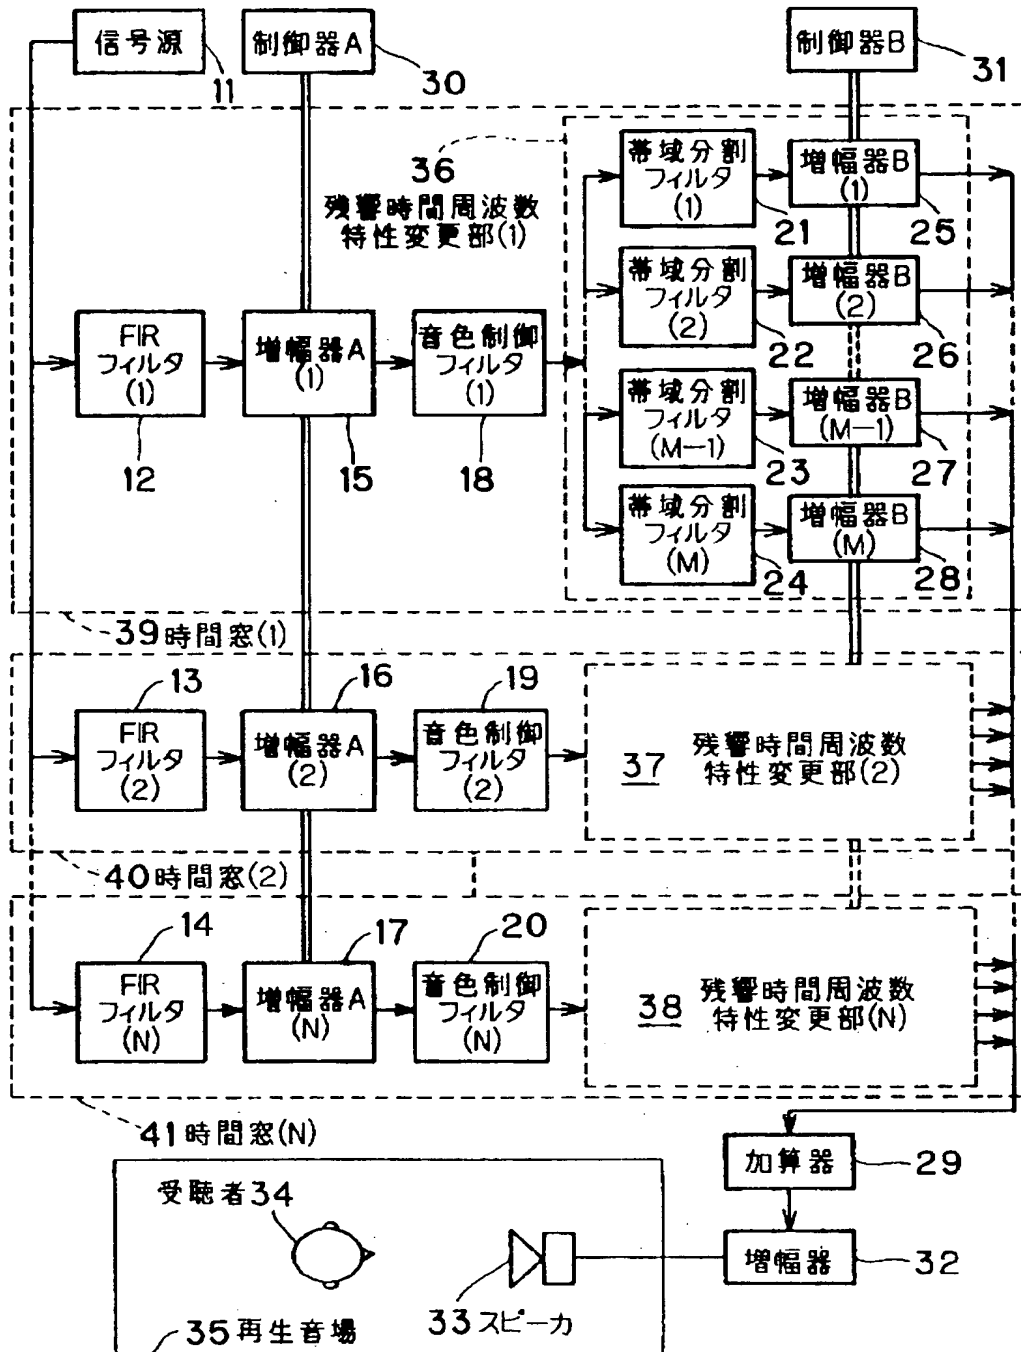 信号源
11
制御器A
30
制御器B
31
36
残響時間周波数
特性変更部(1)
帯域分割
フィルタ
(1)
21
増幅器B
(1)
25
帯域分割
フィルタ
(2)
22
増幅器B
(2)
26
FIR
フィルタ
(1)
12
増幅器A
(1)
15
音色制御
フィルタ
(1)
18
帯域分割
フィルタ
(M-1)
23
増幅器B
(M-1)
27
帯域分割
フィルタ
(M)
24
増幅器B
(M)
28
39時間窓(1)
13
FIR
フィルタ
(2)
16
増幅器A
(2)
19
音色制御
フィルタ
(2)
37
残響時間周波数
特性変更部(2)
40時間窓(2)
14
FIR
フィルタ
(N)
17
増幅器A
(N)
20
音色制御
フィルタ
(N)
38
残響時間周波数
特性変更部(N)
41時間窓(N)
加算器
29
増幅器
32
受聴者34
33スピーカ
35再生音場